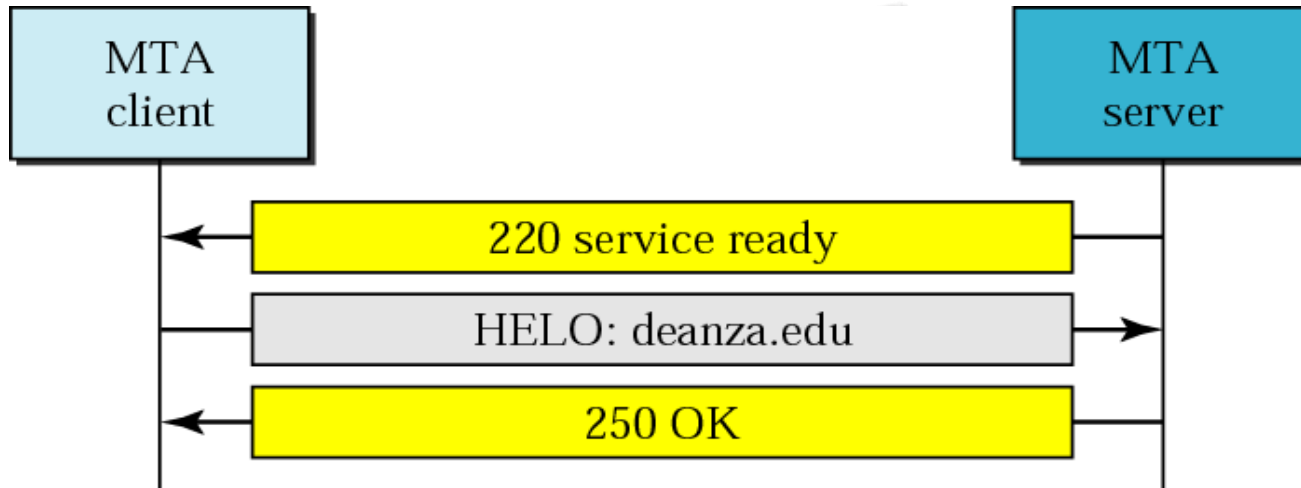 MTA
client
MTA
server
220 service ready
HELO: deanza.edu
250 OK